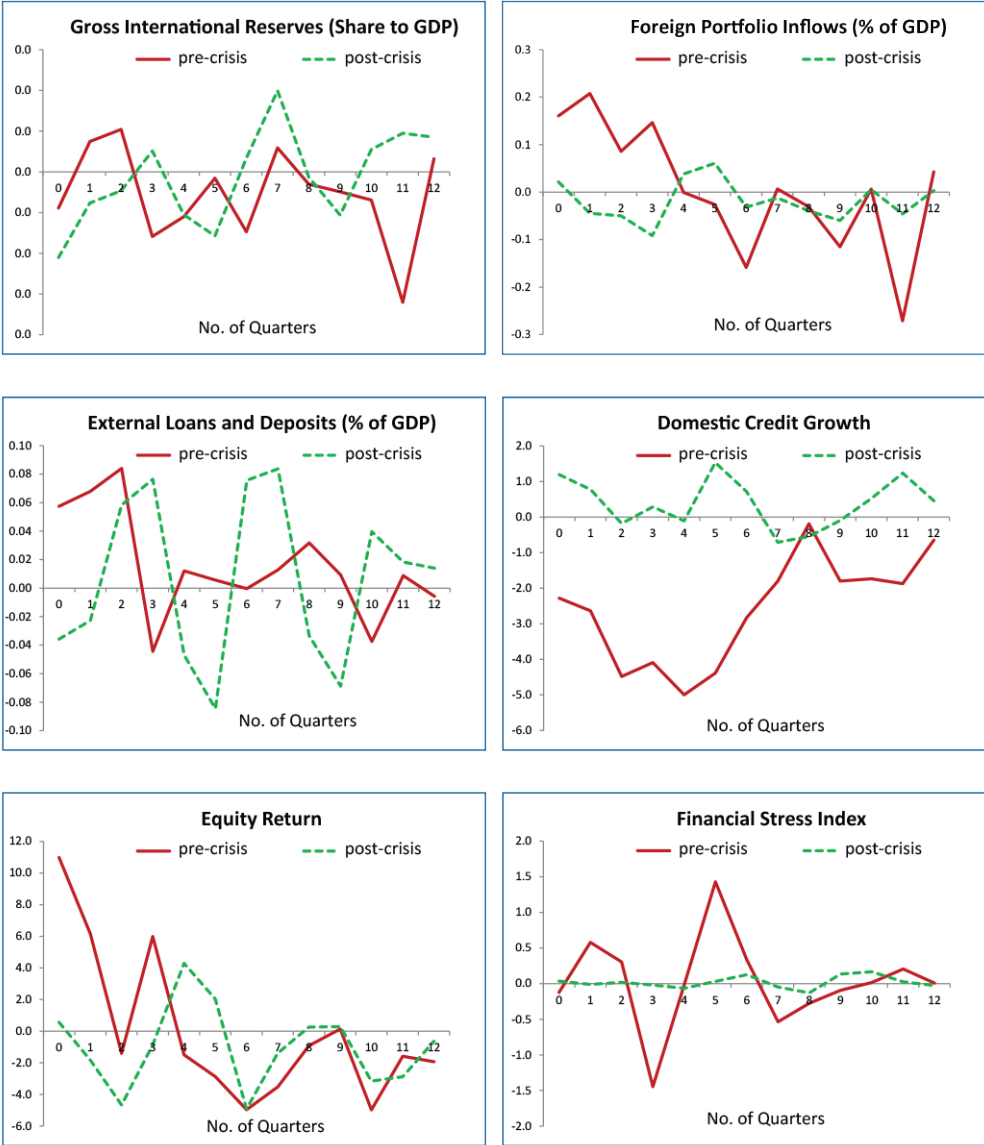 Gross International Reserves (Share to GDP)
pre-crisis post-crisis
0.0
0.0
0.0
0.0
0.0
0.0
0.0
0.0
0 1 2 3 4 5 6 7 8 9 10 11 12
No. of Quarters
Foreign Portfolio Inflows (% of GDP)
pre-crisis post-crisis
0.3
0.2
0.1
0.0
-0.1
-0.2
-0.3
0 1 2 3 4 5 6 7 8 9 10 11 12
No. of Quarters
External Loans and Deposits (% of GDP)
pre-crisis post-crisis
0.10
0.08
0.06
0.04
0.02
0.00
-0.02
-0.04
-0.06
-0.08
-0.10
0 1 2 3 4 5 6 7 8 9 10 11 12
No. of Quarters
Domestic Credit Growth
pre-crisis post-crisis
2.0
1.0
0.0
-1.0
-2.0
-3.0
-4.0
-5.0
-6.0
0 1 2 3 4 5 6 7 8 9 10 11 12
No. of Quarters
Equity Return
pre-crisis post-crisis
12.0
10.0
8.0
6.0
4.0
2.0
0.0
-2.0
-4.0
-6.0
0 1 2 3 4 5 6 7 8 9 10 11 12
No. of Quarters
Financial Stress Index
pre-crisis post-crisis
2.0
1.5
1.0
0.5
0.0
-0.5
-1.0
-1.5
-2.0
0 1 2 3 4 5 6 7 8 9 10 11 12
No. of Quarters